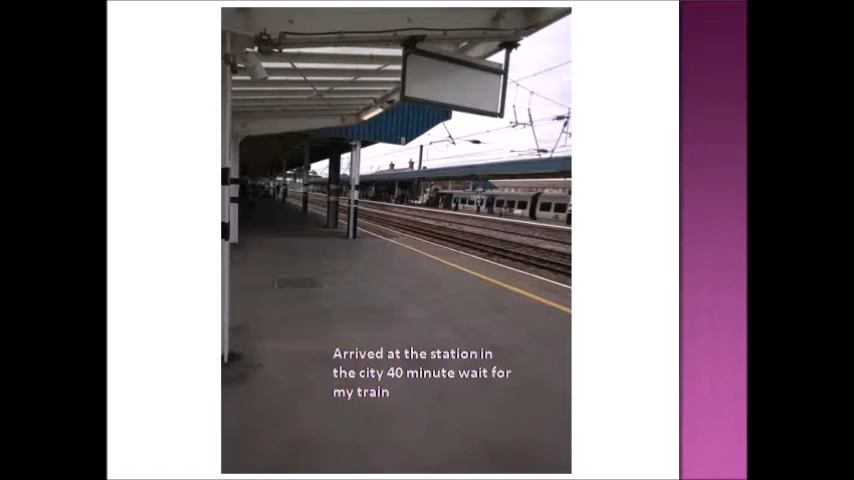 Arrived at the station in
the city 40 minute wait for
my train